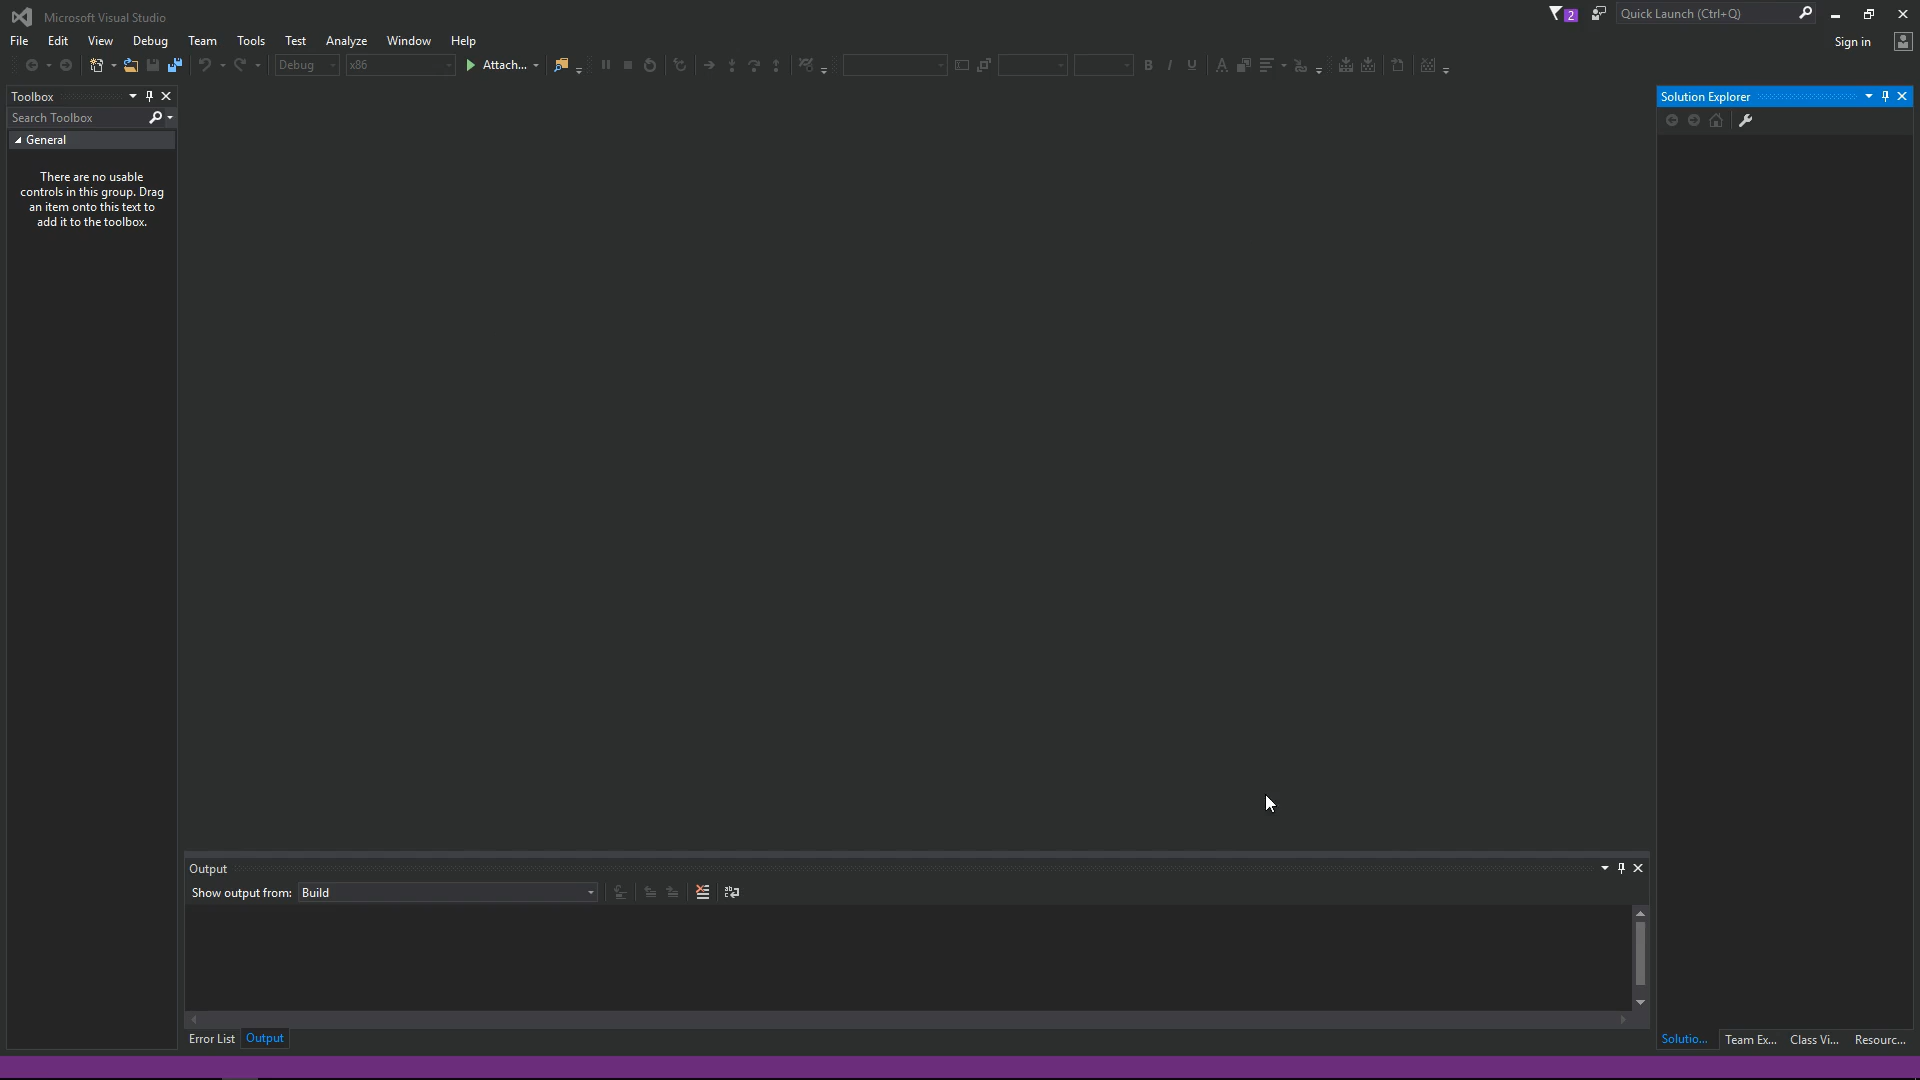 Microsoft Visual Studio
2
Quick Launch (Ctrl+Q)
File Edit View Debug Team Tools Test Analyze Window Help
Sign in
Debug x86 Attach...
B I U A
Toolbox
Search Toolbox
General
There are no usable
controls in this group. Drag
an item onto this text to
add it to the toolbox.
Solution Explorer
Output
Show output from: Build
Error List Output
Solutio... Team Ex... Class Vi... Resourc...